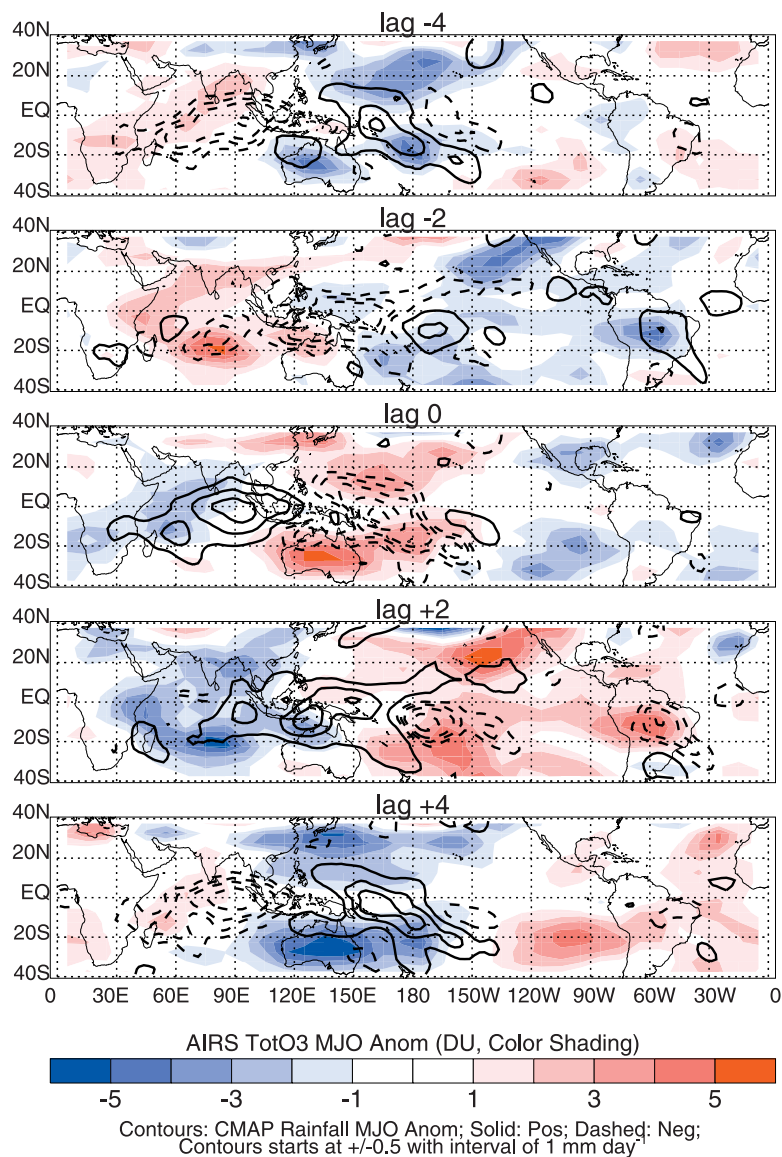 lag -4
40N
20N
EQ
20S
40S
lag -2
40N
20N
EQ
20S
40S
lag 0
40N
20N
EQ
20S
40S
lag +2
40N
20N
EQ
20S
40S
lag +4
40N
20N
EQ
20S
40S
0 30E 60E 90E 120E 150E 180 150W 120W 90W 60W 30W 0
AIRS TotO3 MJO Anom (DU, Color Shading)
-5 -3 -1 1 3 5
Contours: CMAP Rainfall MJO Anom; Solid: Pos; Dashed: Neg;
Contours starts at +/-0.5 with interval of 1 mm day⁻